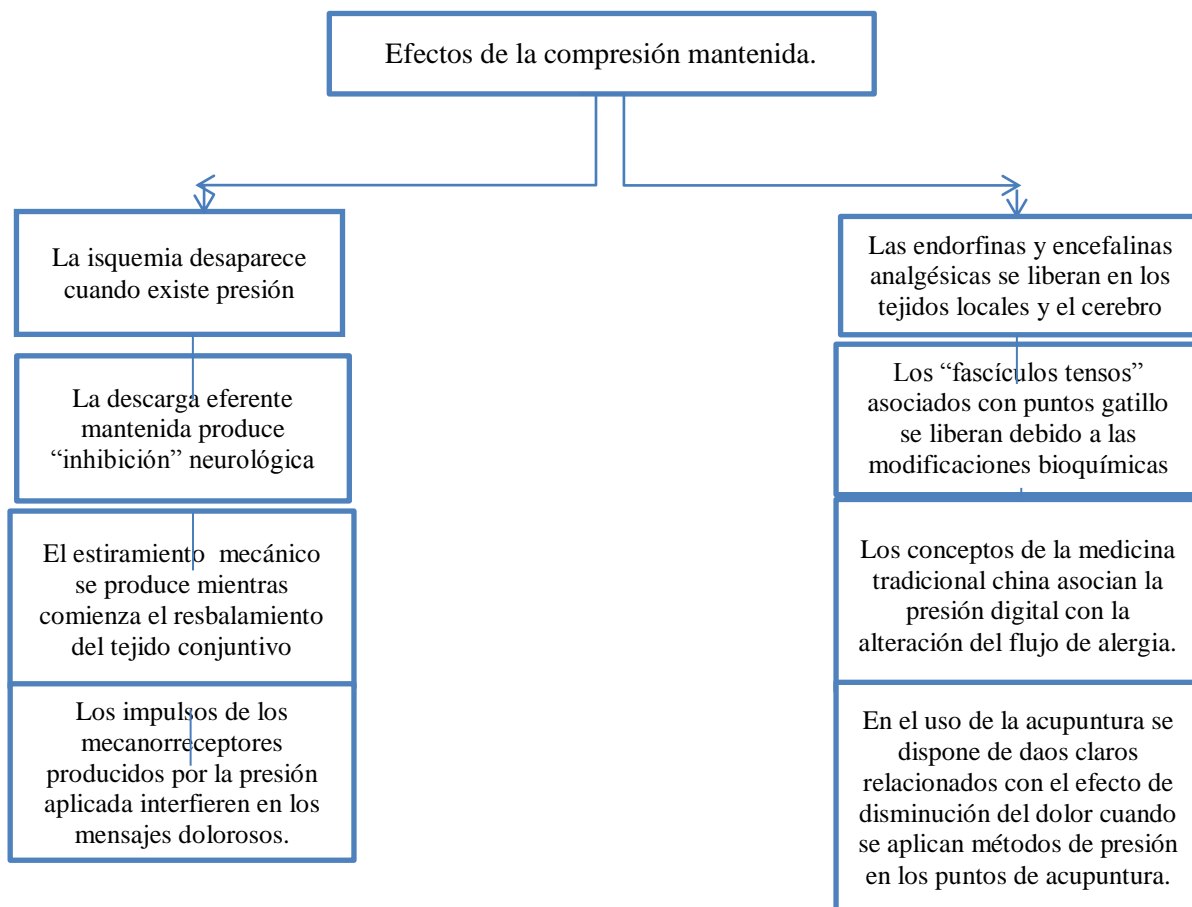 Efectos de la compresión mantenida.
La isquemia desaparece
cuando existe presión
La descarga eferente
mantenida produce
“inhibición” neurológica
El estiramiento mecánico
se produce mientras
comienza el resbalamiento
del tejido conjuntivo
Los impulsos de los
mecanorreceptores
producidos por la presión
aplicada interfieren en los
mensajes dolorosos.
Las endorfinas y encefalinas
analgésicas se liberan en los
tejidos locales y el cerebro
Los “fascículos tensos”
asociados con puntos gatillo
se liberan debido a las
modificaciones bioquímicas
Los conceptos de la medicina
tradicional china asocian la
presión digital con la
alteración del flujo de alergia.
En el uso de la acupuntura se
dispone de daos claros
relacionados con el efecto de
disminución del dolor cuando
se aplican métodos de presión
en los puntos de acupuntura.